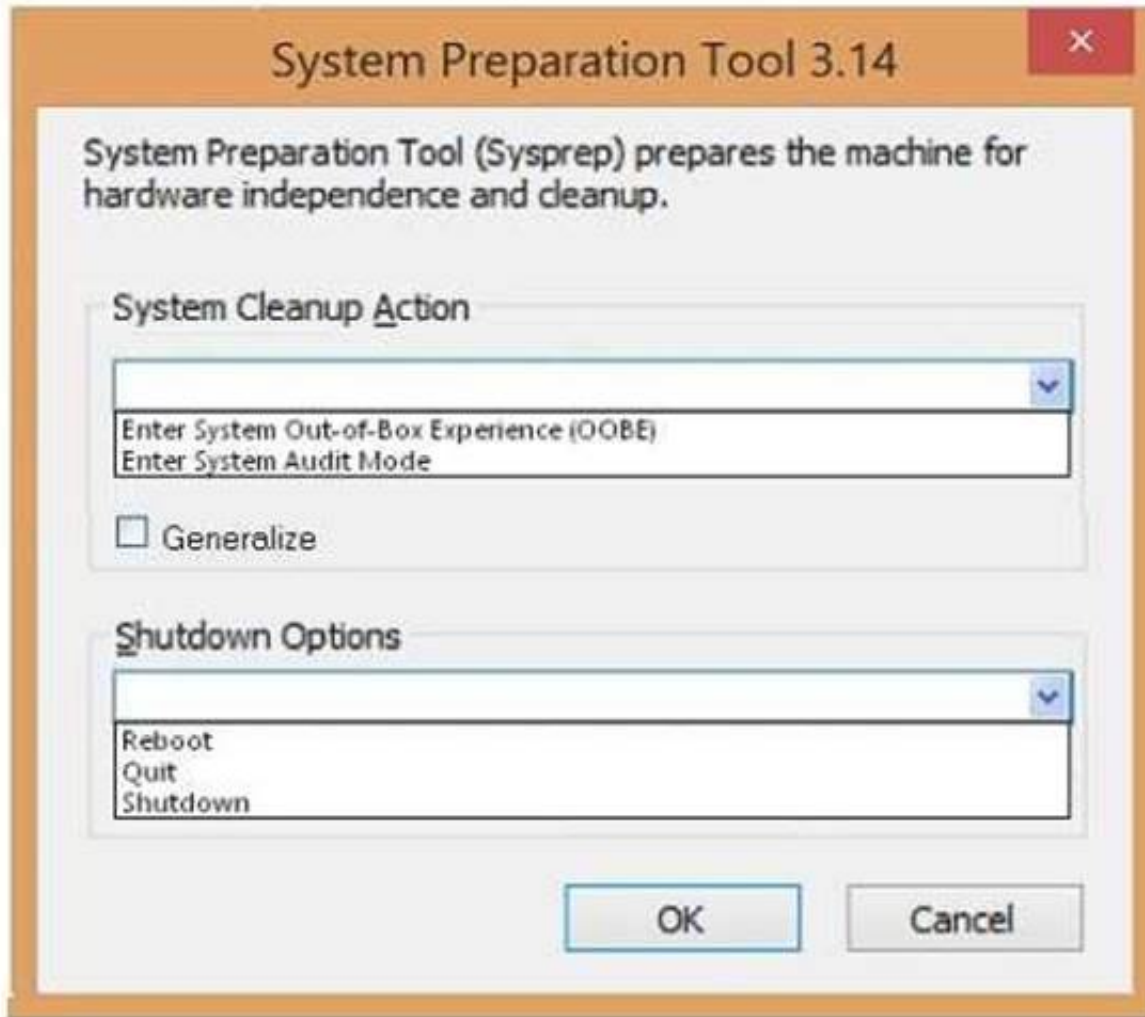 System Preparation Tool 3.14
System Preparation Tool (Sysprep) prepares the machine for
hardware independence and cleanup.
System Cleanup Action
Enter System Out-of-Box Experience (OOBE)
Enter System Audit Mode
Generalize
Shutdown Options
Reboot
Quit
Shutdown
OK
Cancel